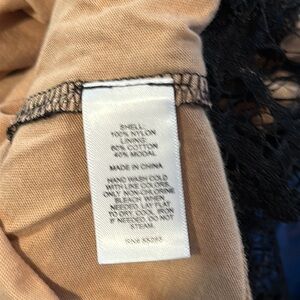 SHELL:
100% NYLON
LINING:
60% COTTON
40% MODAL
MADE IN CHINA
HAND WASH COLD
WITH LIKE COLORS,
ONLY NON-CHLORINE
BLEACH WHEN
NEEDED, LAY FLAT
TO DRY, COOL IRON
IF NEEDED. DO NOT
STEAM.